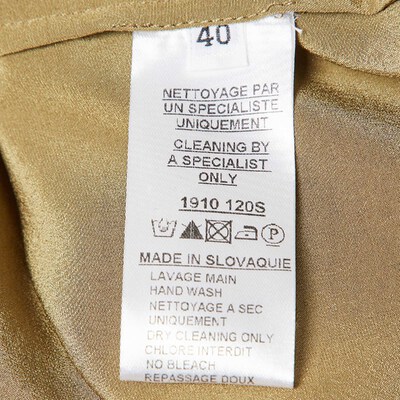 40
NETTOYAGE PAR
UN SPECIALISTE
UNIQUEMENT
CLEANING BY
A SPECIALIST
ONLY
1910 120S
P
MADE IN SLOVAQUIE
LAVAGE MAIN
HAND WASH
NETTOYAGE A SEC
UNIQUEMENT
DRY CLEANING ONLY
CHLORE INTERDIT
NO BLEACH
REPASSAGE DOUX